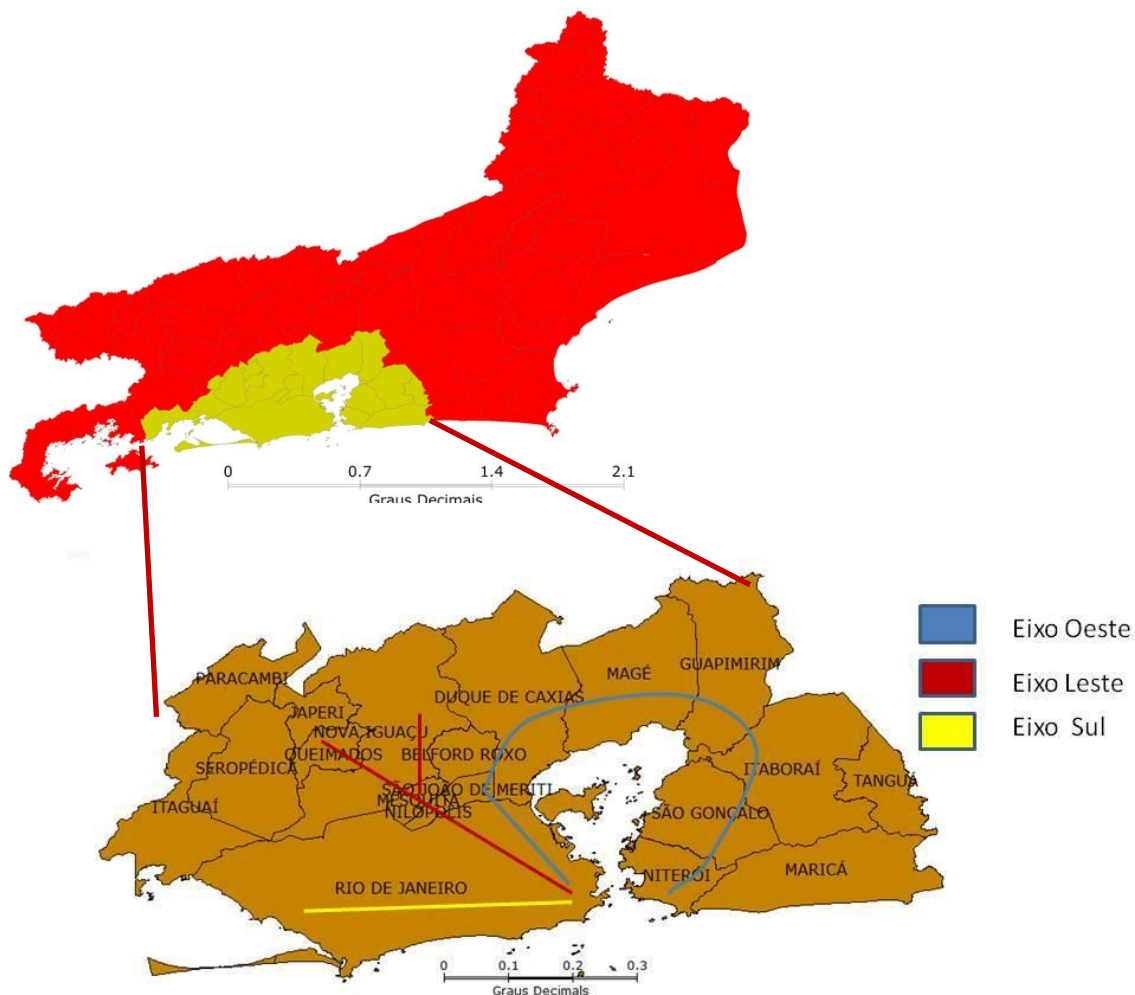 0 0.7 1.4 2.1
Graus Decimais
Eixo Oeste
Eixo Leste
Eixo Sul
PARACAMBI
MAGÉ
GUAPIMIRIM
DUQUE DE CAXIAS
JAPERI
NOVA IGUAÇU
QUEIMADOS
BELFORD ROXO
SEROPÉDICA
ITABORAÍ
TANGUÁ
SÃO JOÃO DE MERITI
MESQUITA
ITAGUAÍ
NILÓPOLIS
SÃO GONÇALO
NITERÓI
MARICÁ
RIO DE JANEIRO
0 0.1 0.2 0.3
Graus Decimals